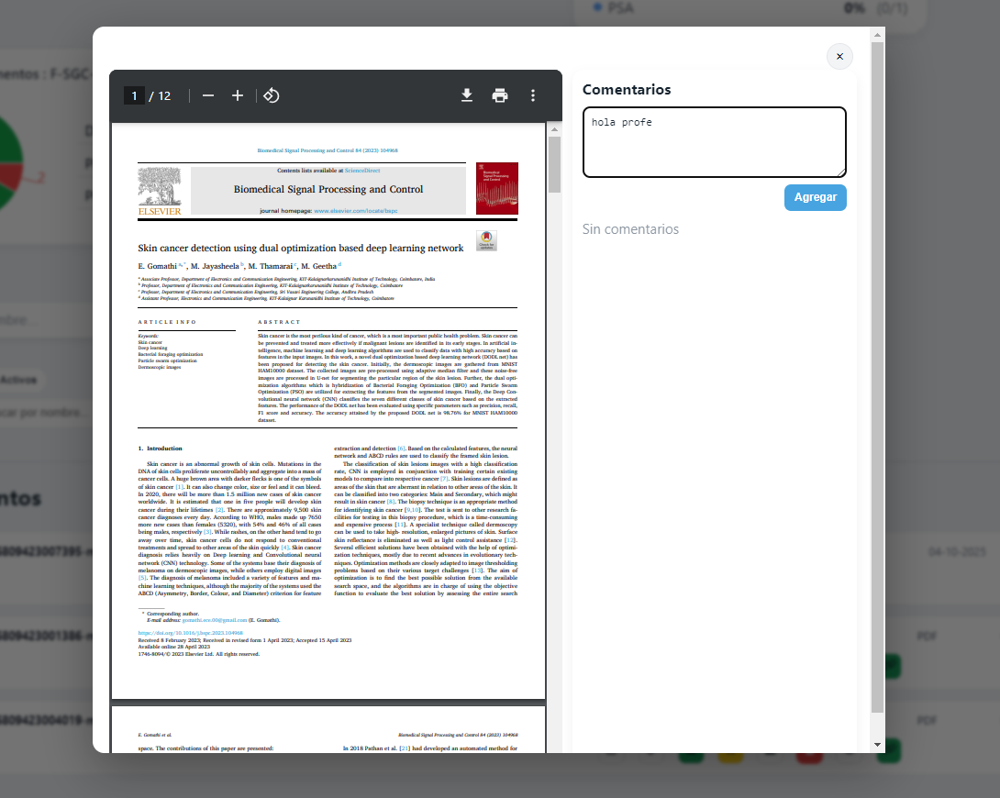 PSA
0% (0/1)
mentos : F-SGC-
2
Activos
car por nombre...
ntos
04-10-2025
PDF
PDF
1 / 12
Biomedical Signal Processing and Control 84 (2023) 104968
Contents lists available at ScienceDirect
Biomedical Signal Processing and Control
ELSEVIER
journal homepage: www.elsevier.com/locate/bspc
Check for
updates
Skin cancer detection using dual optimization based deep learning network
E. Gomathi a,*, M. Jayasheela b, M. Thamarai c, M. Geetha d
a Associate Professor, Department of Electronics and Communication Engineering, KIT-Kalaignarkarunanidhi Institute of Technology, Coimbatore, India
b Professor, Department of Electronics and Communication Engineering, KIT-Kalaignarkarunanidhi Institute of Technology, Coimbatore
c Professor, Department of Electronics and Communication Engineering, Sri Vasavi Engineering College, Andhra Pradesh
d Assistant Professor, Electronics and Communication Engineering, KIT-Kalaignar Karunanidhi Institute of Technology, Coimbatore
ARTICLE INFO
Keywords:
Skin cancer
Deep learning
Bacterial foraging optimization
Particle swarm optimization
Dermoscopic images
ABSTRACT
Skin cancer is the most perilous kind of cancer, which is a most important public health problem. Skin cancer can
be prevented and treated more effectively if malignant lesions is identified in its early stages. In artificial in-
telligence, machine learning and deep learning algorithms are used to classify data with high accuracy based on
features in the input images. In this work, a novel dual optimization based deep learning network (DODL net) has
been proposed for detecting the skin cancer. Initially, the dermoscopic images are gathered from MNIST
HAM10000 dataset. The collected images are pre-processed using adaptive median filter and these noise-free
images are processed in U-net for segmenting the particular region of the skin lesion. Further, the dual opti-
mization algorithms which is hybridization of Bacterial Foraging Optimization (BFO) and Particle Swarm
Optimization (PSO) are utilized for extracting the features from the segmented images. Finally, the Deep Con-
volutional neural network (CNN) classifies the seven different classes of skin cancer based on the extracted
features. The performance of the DODL net has been evaluated using specific parameters such as precision, recall,
F1 score and accuracy. The accuracy attained by the proposed DODL net is 98.76% for MNIST HAM10000
dataset.
1. Introduction
Skin cancer is an abnormal growth of skin cells. Mutations in the
DNA of skin cells proliferate uncontrollably and aggregate into a mass of
cancer cells. A huge brown area with darker flecks is one of the symbols
of skin cancer [1]. It can also change color, size or feel and it can bleed.
In 2020, there will be more than 1.5 million new cases of skin cancer
worldwide. It is estimated that one in five people will develop skin
cancer during their lifetimes [2]. There are approximately 9,500 skin
cancer diagnoses every day. According to WHO, males made up 7650
more new cases than females (5320), with 54% and 46% of all cases
being males, respectively [3]. While rashes, on the other hand tend to go
away over time, skin cancer cells do not respond to conventional
treatments and spread to other areas of the skin quickly [4]. Skin cancer
diagnosis relies heavily on Deep Learning and Convolutional neural
network (CNN) technology. Some of the systems base their diagnosis of
melanoma on dermoscopic images, while others employ digital images
[5]. The diagnosis of melanoma included a variety of features and ma-
chine learning techniques, although the majority of the systems used the
ABCD (Asymmetry, Border, Colour, and Diameter) criterion for feature
extraction and detection [6]. Based on the calculated features, the neural
network and ABCD rules are used to classify the framed skin lesion.
The classification of skin lesions images with a high classification
rate, CNN is employed in conjunction with training certain existing
models to compare into respective cancer [7]. Skin lesions are defined as
areas of the skin that are aberrant in relation to other areas of the skin. It
can be classified into two categories: Main and Secondary, which might
result in skin cancer [8]. The biopsy technique is an appropriate method
for identifying skin cancer [9,10]. The test is sent to other research fa-
cilities for testing in this biopsy procedure, which is a time-consuming
and expensive process [11]. A specialist technique called dermoscopy
can be used to take high- resolution, enlarged pictures of skin. Surface
skin reflectance is eliminated as well as light control assistance [12].
Several efficient solutions have been obtained with the help of optimi-
zation techniques, mostly due to recent advances in evolutionary tech-
niques. Optimization methods are closely adapted to image thresholding
problems based on their various target challenges [13]. The aim of
optimization is to find the best possible solution from the available
search space, and the algorithms are in charge of using the objective
function to evaluate the best solution by assessing the entire search
* Corresponding author.
E-mail address: gomathi.ece.00@gmail.com (E. Gomathi).
https://doi.org/10.1016/j.bspc.2023.104968
Received 8 February 2023; Received in revised form 1 April 2023; Accepted 15 April 2023
Available online 28 April 2023
1746-8094/© 2023 Elsevier Ltd. All rights reserved.
E. Gomathi et al.
Biomedical Signal Processing and Control 84 (2023) 104968
space. The contributions of this paper are presented:
In 2018 Pathan et al. [21] had developed an automated method for
Comentarios
hola profe
Agregar
Sin comentarios